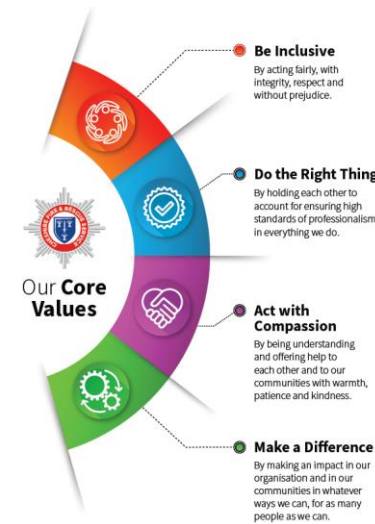 Be Inclusive
By acting fairly, with
integrity, respect and
without prejudice.
Do the Right Thing
By holding each other to
account for ensuring high
standards of professionalism
in everything we do.
CHESHIRE FIRE & RESCUE SERVICE
Our Core
Values
Act with
Compassion
By being understanding
and offering help to
each other and to our
communities with warmth,
patience and kindness.
Make a Difference
By making an impact in our
organisation and in our
communities in whatever
ways we can, for as many
people as we can.